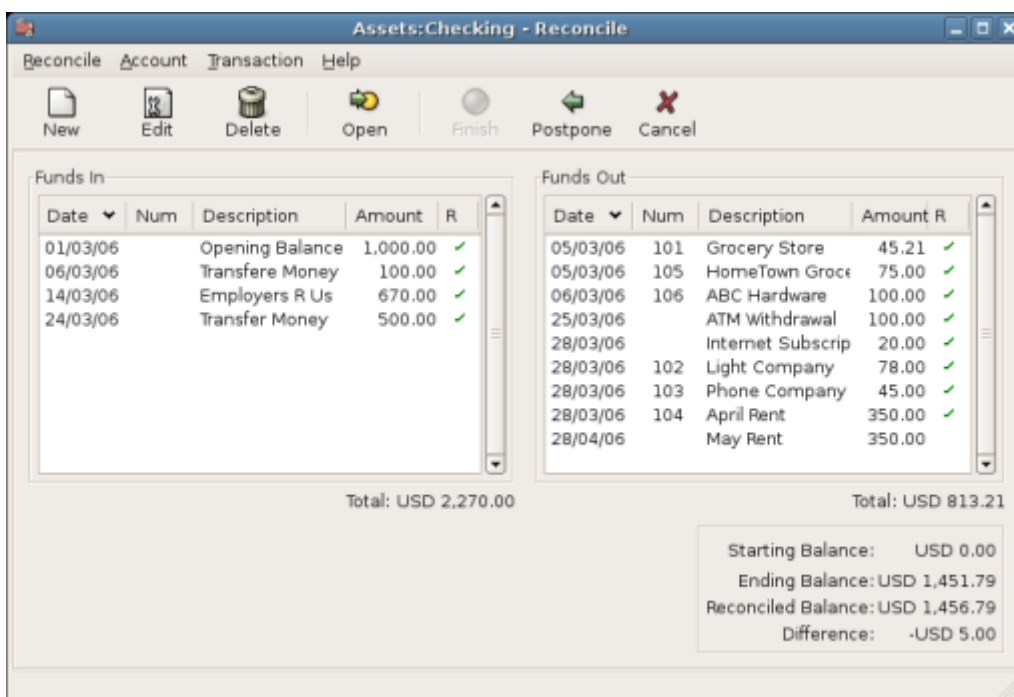 Assets:Checking - Reconcile
Reconcile Account Transaction Help
New Edit Delete Open Finish Postpone Cancel
Funds In
Date Num Description Amount R
01/03/06 Opening Balance 1,000.00 ✓
06/03/06 Transfere Money 100.00 ✓
14/03/06 Employers R Us 670.00 ✓
24/03/06 Transfer Money 500.00 ✓
Total: USD 2,270.00
Funds Out
Date Num Description Amount R
05/03/06 101 Grocery Store 45.21 ✓
05/03/06 105 HomeTown Groce 75.00 ✓
06/03/06 106 ABC Hardware 100.00 ✓
25/03/06 ATM Withdrawal 100.00 ✓
28/03/06 Internet Subscrip 20.00 ✓
28/03/06 102 Light Company 78.00 ✓
28/03/06 103 Phone Company 45.00 ✓
28/03/06 104 April Rent 350.00 ✓
28/04/06 May Rent 350.00
Total: USD 813.21
Starting Balance: USD 0.00
Ending Balance: USD 1,451.79
Reconciled Balance: USD 1,456.79
Difference: -USD 5.00